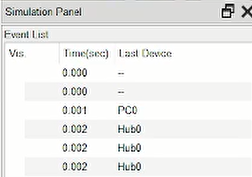 Simulation Panel
Event List
Vis. Time(sec) Last Device
0.000 --
0.000 --
0.001 PC0
0.002 Hub0
0.002 Hub0
0.002 Hub0